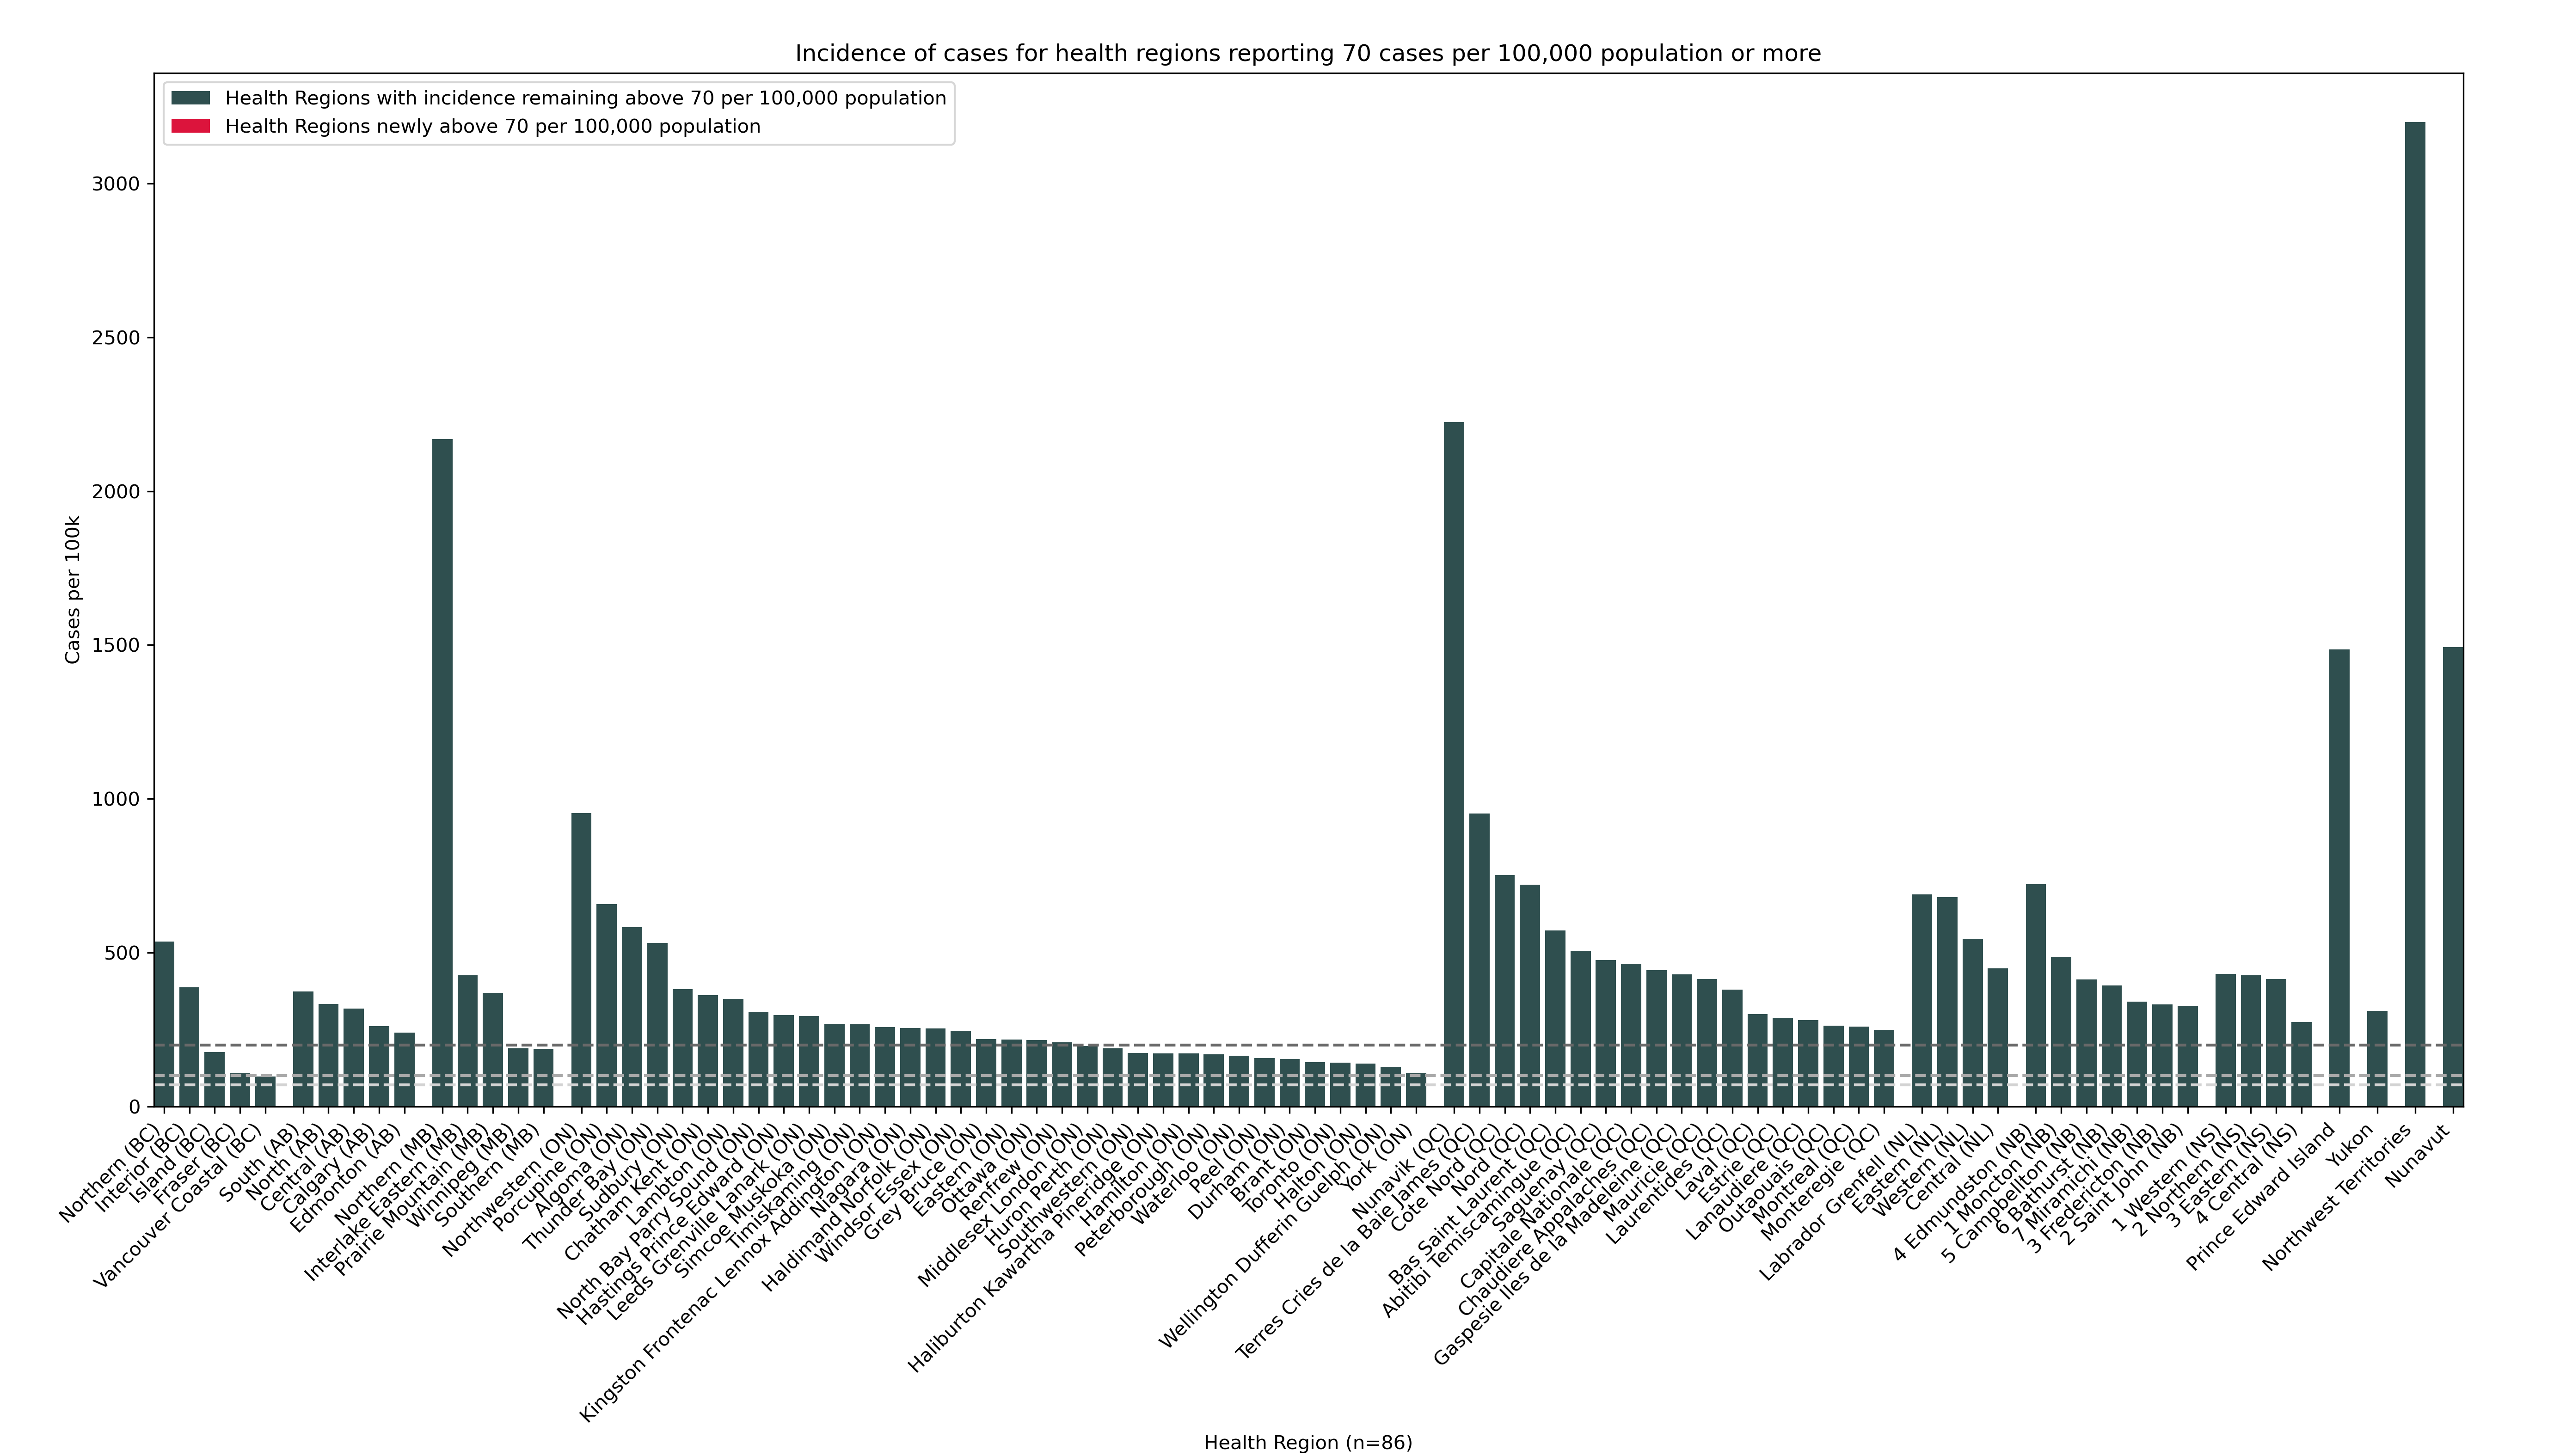 Incidence of cases for health regions reporting 70 cases per 100,000 population or more
Health Regions with incidence remaining above 70 per 100,000 population
Health Regions newly above 70 per 100,000 population
3000
2500
2000
1500
1000
500
0
Cases per 100k
Northern (BC)
Interior (BC)
Island (BC)
Fraser (BC)
Vancouver Coastal (BC)
South (AB)
North (AB)
Central (AB)
Calgary (AB)
Edmonton (AB)
Northern (MB)
Interlake Eastern (MB)
Prairie Mountain (MB)
Winnipeg (MB)
Southern (MB)
Northwestern (ON)
Porcupine (ON)
Algoma (ON)
Thunder Bay (ON)
Sudbury (ON)
Chatham Kent (ON)
Lambton (ON)
North Bay Parry Sound (ON)
Hastings Prince Edward (ON)
Leeds Grenville Lanark (ON)
Simcoe Muskoka (ON)
Timiskaming (ON)
Kingston Frontenac Lennox Addington (ON)
Niagara (ON)
Haldimand Norfolk (ON)
Windsor Essex (ON)
Grey Bruce (ON)
Eastern (ON)
Ottawa (ON)
Renfrew (ON)
Middlesex London (ON)
Huron Perth (ON)
Southwestern (ON)
Haliburton Kawartha Pineridge (ON)
Hamilton (ON)
Peterborough (ON)
Waterloo (ON)
Peel (ON)
Durham (ON)
Brant (ON)
Toronto (ON)
Halton (ON)
Wellington Dufferin Guelph (ON)
York (ON)
Nunavik (QC)
Terres Cries de la Baie James (QC)
Cote Nord (QC)
Nord (QC)
Bas Saint Laurent (QC)
Abitibi Temiscamingue (QC)
Saguenay (QC)
Capitale Nationale (QC)
Chaudiere Appalaches (QC)
Gaspesie Iles de la Madeleine (QC)
Mauricie (QC)
Laurentides (QC)
Laval (QC)
Estrie (QC)
Lanaudiere (QC)
Outaouais (QC)
Montreal (QC)
Monteregie (QC)
Labrador Grenfell (NL)
Eastern (NL)
Western (NL)
Central (NL)
4 Edmundston (NB)
1 Moncton (NB)
5 Campbellton (NB)
6 Bathurst (NB)
7 Miramichi (NB)
3 Fredericton (NB)
2 Saint John (NB)
1 Western (NS)
2 Northern (NS)
3 Eastern (NS)
4 Central (NS)
Prince Edward Island
Yukon
Northwest Territories
Nunavut
Health Region (n=86)